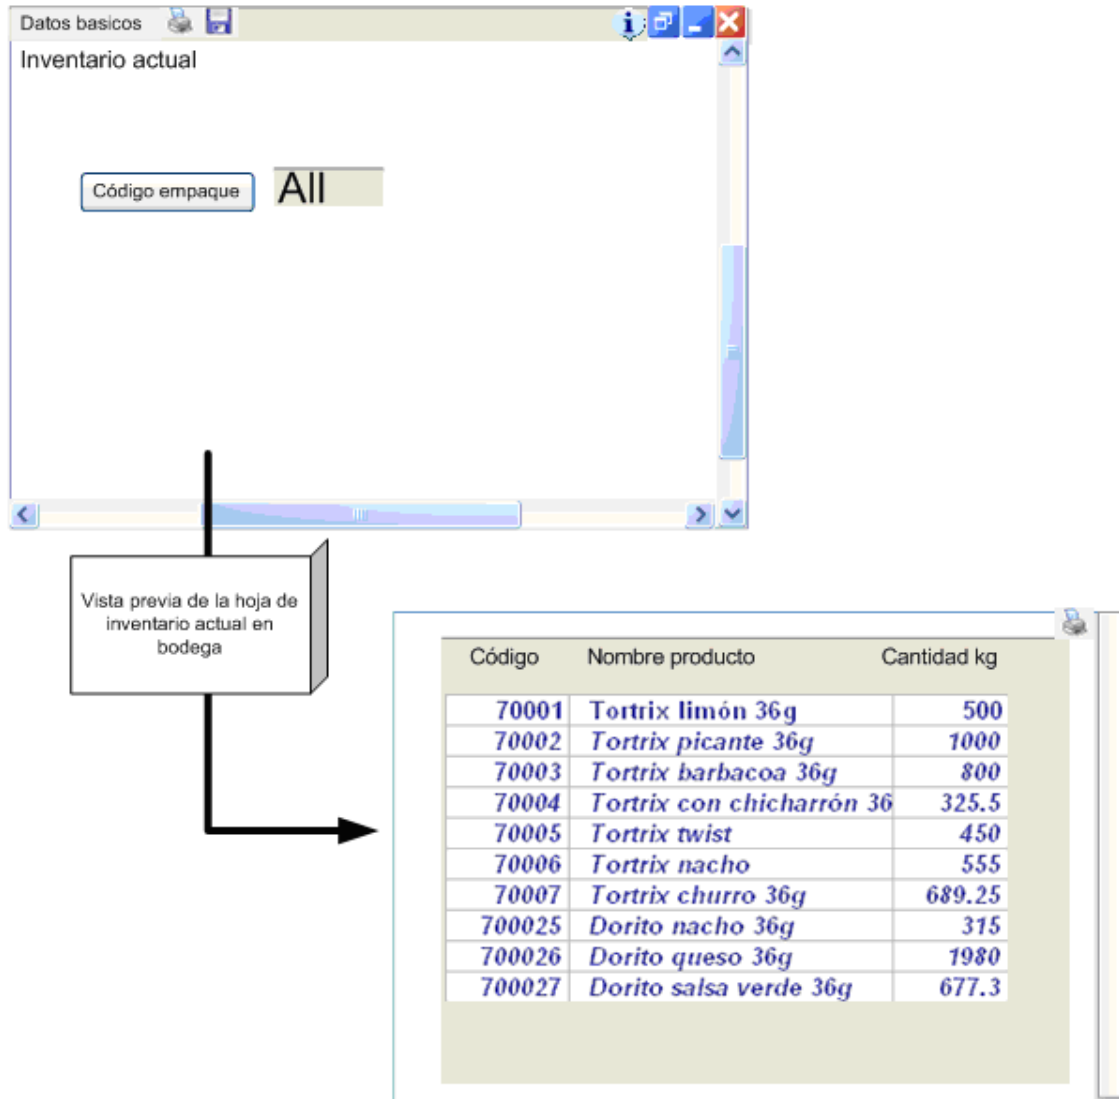 Datos basicos
Inventario actual
Código empaque All
Vista previa de la hoja de
inventario actual en
bodega
Código Nombre producto Cantidad kg
70001 Tortrix limón 36g 500
70002 Tortrix picante 36g 1000
70003 Tortrix barbacoa 36g 800
70004 Tortrix con chicharrón 36 325.5
70005 Tortrix twist 450
70006 Tortrix nacho 555
70007 Tortrix churro 36g 689.25
700025 Dorito nacho 36g 315
700026 Dorito queso 36g 1980
700027 Dorito salsa verde 36g 677.3